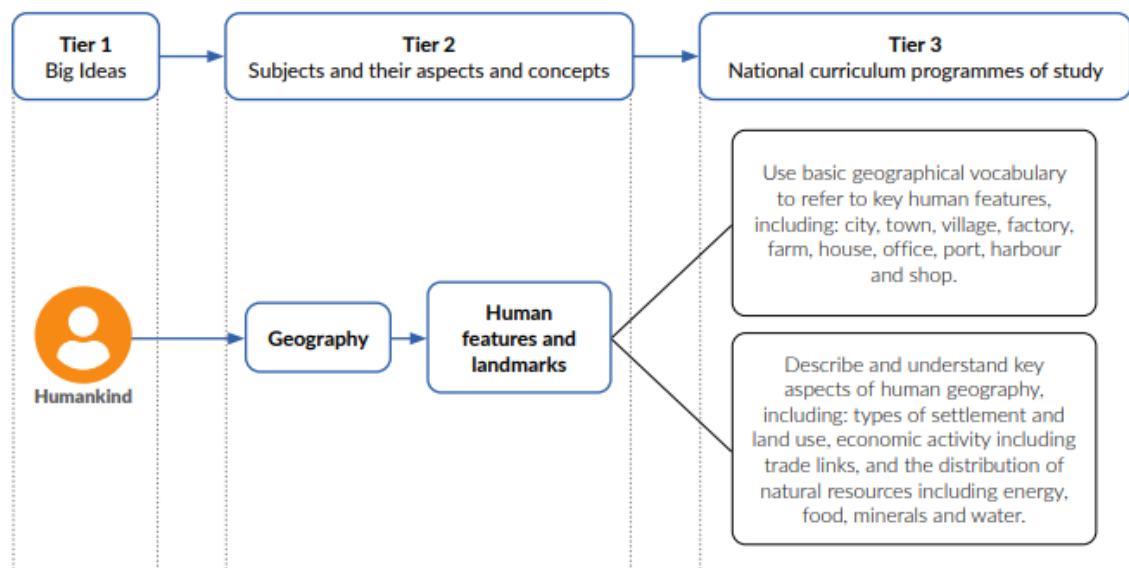 Tier 1
Big Ideas
Tier 2
Subjects and their aspects and concepts
Tier 3
National curriculum programmes of study
Humankind
Geography
Human
features and
landmarks
Use basic geographical vocabulary
to refer to key human features,
including: city, town, village, factory,
farm, house, office, port, harbour
and shop.
Describe and understand key
aspects of human geography,
including: types of settlement and
land use, economic activity including
trade links, and the distribution of
natural resources including energy,
food, minerals and water.